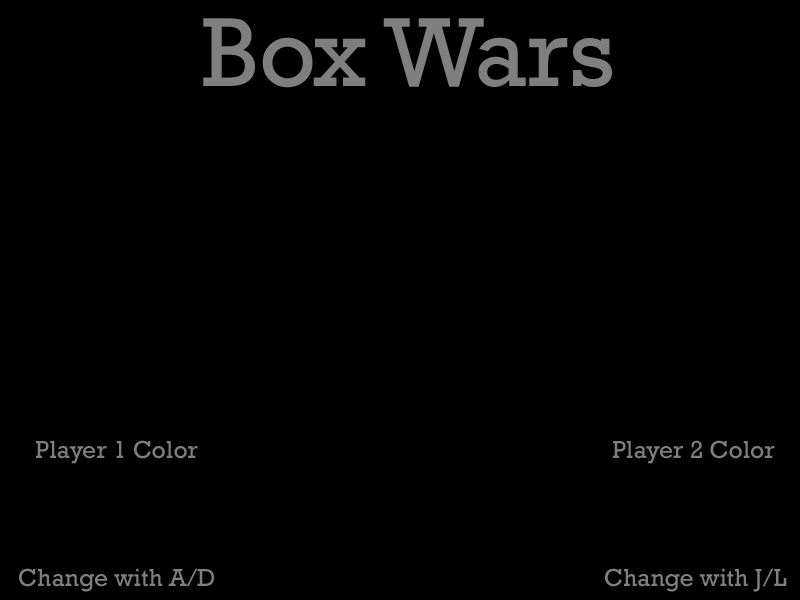 Box Wars
Player 1 Color
Player 2 Color
Change with A/D
Change with J/L